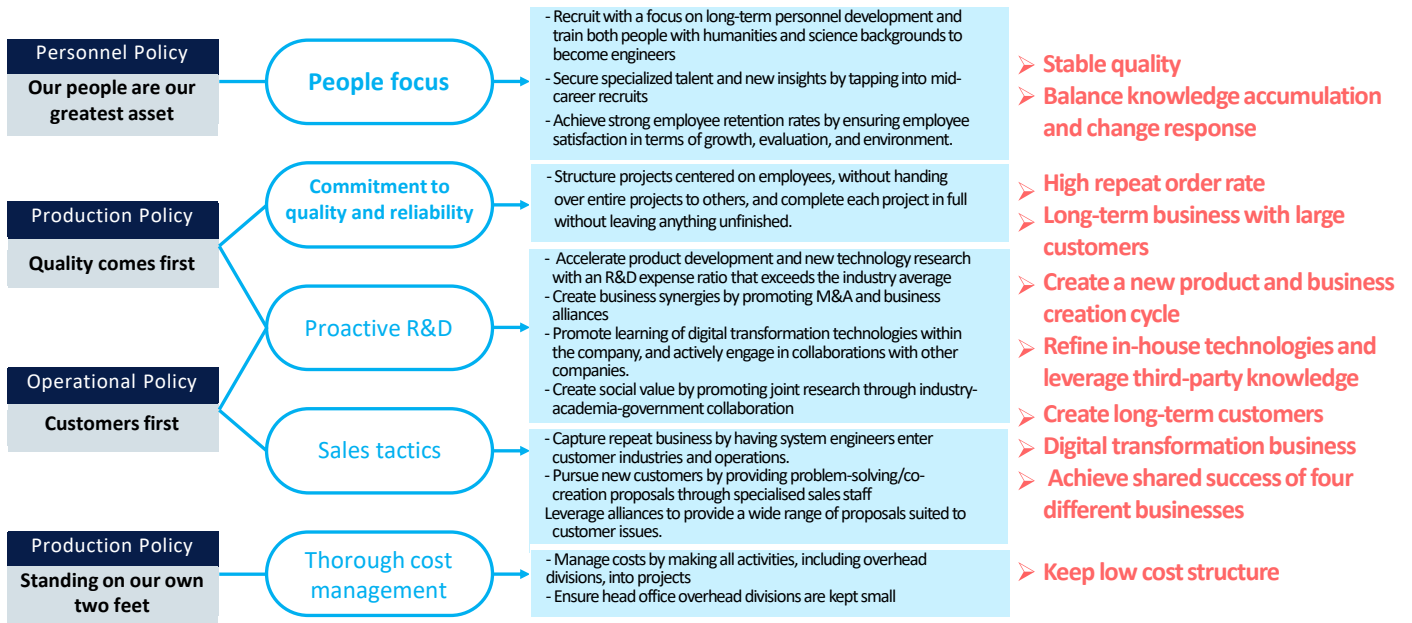 Personnel Policy
Our people are our
greatest asset
People focus
- Recruit with a focus on long-term personnel development and
train both people with humanities and science backgrounds to
become engineers
- Secure specialized talent and new insights by tapping into mid-
career recruits
- Achieve strong employee retention rates by ensuring employee
satisfaction in terms of growth, evaluation, and environment.
➢ Stable quality
➢ Balance knowledge accumulation
and change response
Production Policy
Quality comes first
Commitment to
quality and reliability
- Structure projects centered on employees, without handing
over entire projects to others, and complete each project in full
without leaving anything unfinished.
➢ High repeat order rate
➢ Long-term business with large
customers
Proactive R&D
- Accelerate product development and new technology research
with an R&D expense ratio that exceeds the industry average
- Create business synergies by promoting M&A and business
alliances
- Promote learning of digital transformation technologies within
the company, and actively engage in collaborations with other
companies.
- Create social value by promoting joint research through industry-
academia-government collaboration
➢ Create a new product and business
creation cycle
➢ Refine in-house technologies and
leverage third-party knowledge
Operational Policy
Customers first
Sales tactics
- Capture repeat business by having system engineers enter
customer industries and operations.
- Pursue new customers by providing problem-solving/co-
creation proposals through specialised sales staff
Leverage alliances to provide a wide range of proposals suited to
customer issues.
➢ Create long-term customers
➢ Digital transformation business
➢ Achieve shared success of four
different businesses
Production Policy
Standing on our own
two feet
Thorough cost
management
- Manage costs by making all activities, including overhead
divisions, into projects
- Ensure head office overhead divisions are kept small
➢ Keep low cost structure